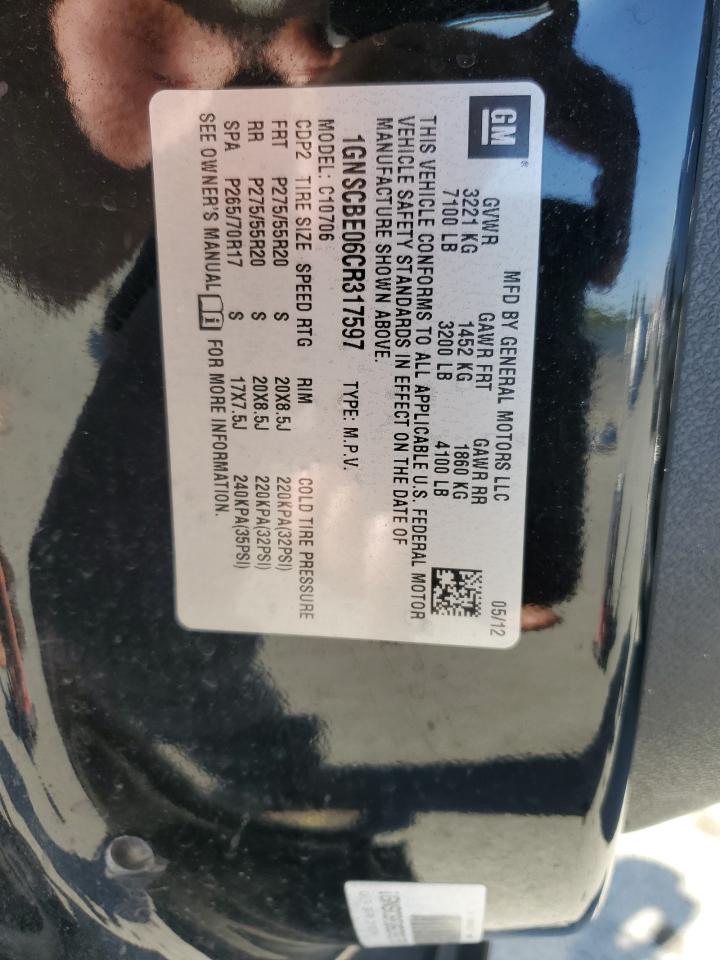 GM
MFD BY GENERAL MOTORS LLC 05/12
GVWR GAWR FRT GAWR RR
3221 KG 1452 KG 1860 KG
7100 LB 3200 LB 4100 LB
THIS VEHICLE CONFORMS TO ALL APPLICABLE U.S. FEDERAL MOTOR
VEHICLE SAFETY STANDARDS IN EFFECT ON THE DATE OF
MANUFACTURE SHOWN ABOVE.
1GNSCBE06CR317597 TYPE: M.P.V.
MODEL: C10706
CDP2 TIRE SIZE SPEED RTG RIM COLD TIRE PRESSURE
FRT P275/55R20 S 20X8.5J 220KPA(32PSI)
RR P275/55R20 S 20X8.5J 220KPA(32PSI)
SPA P265/70R17 S 17X7.5J 240KPA(35PSI)
SEE OWNER'S MANUAL FOR MORE INFORMATION.